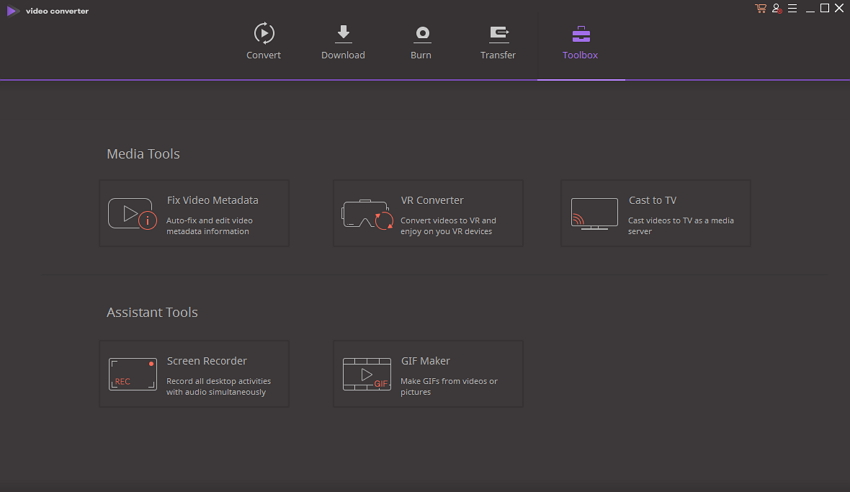 video converter
Convert
Download
Burn
Transfer
Toolbox
Media Tools
Fix Video Metadata
Auto-fix and edit video
metadata information
VR Converter
Convert videos to VR and
enjoy on you VR devices
Cast to TV
Cast videos to TV as a media
server
Assistant Tools
REC
Screen Recorder
Record all desktop activities
with audio simultaneously
GIF
GIF Maker
Make GIFs from videos or
pictures